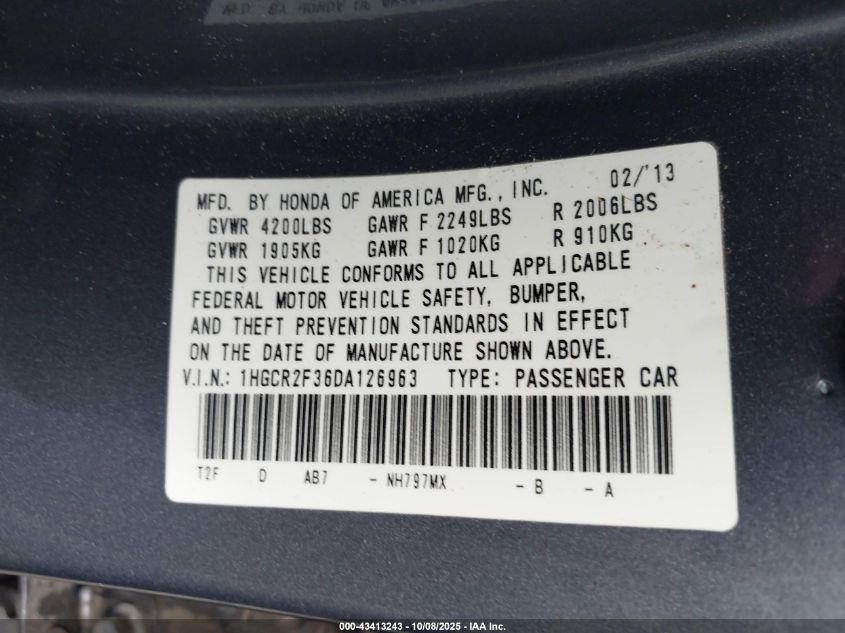 MFD. BY HONDA OF AMERICA MFG., INC. 02/'13
GVWR 4200LBS GAWR F 2249LBS R 2006LBS
GVWR 1905KG GAWR F 1020KG R 910KG
THIS VEHICLE CONFORMS TO ALL APPLICABLE
FEDERAL MOTOR VEHICLE SAFETY, BUMPER,
AND THEFT PREVENTION STANDARDS IN EFFECT
ON THE DATE OF MANUFACTURE SHOWN ABOVE.
V.I.N.: 1HGCR2F36DA126963 TYPE: PASSENGER CAR
T2F D AB7 - NH797MX - B - A
000-43413243 - 10/08/2025 - IAA Inc.